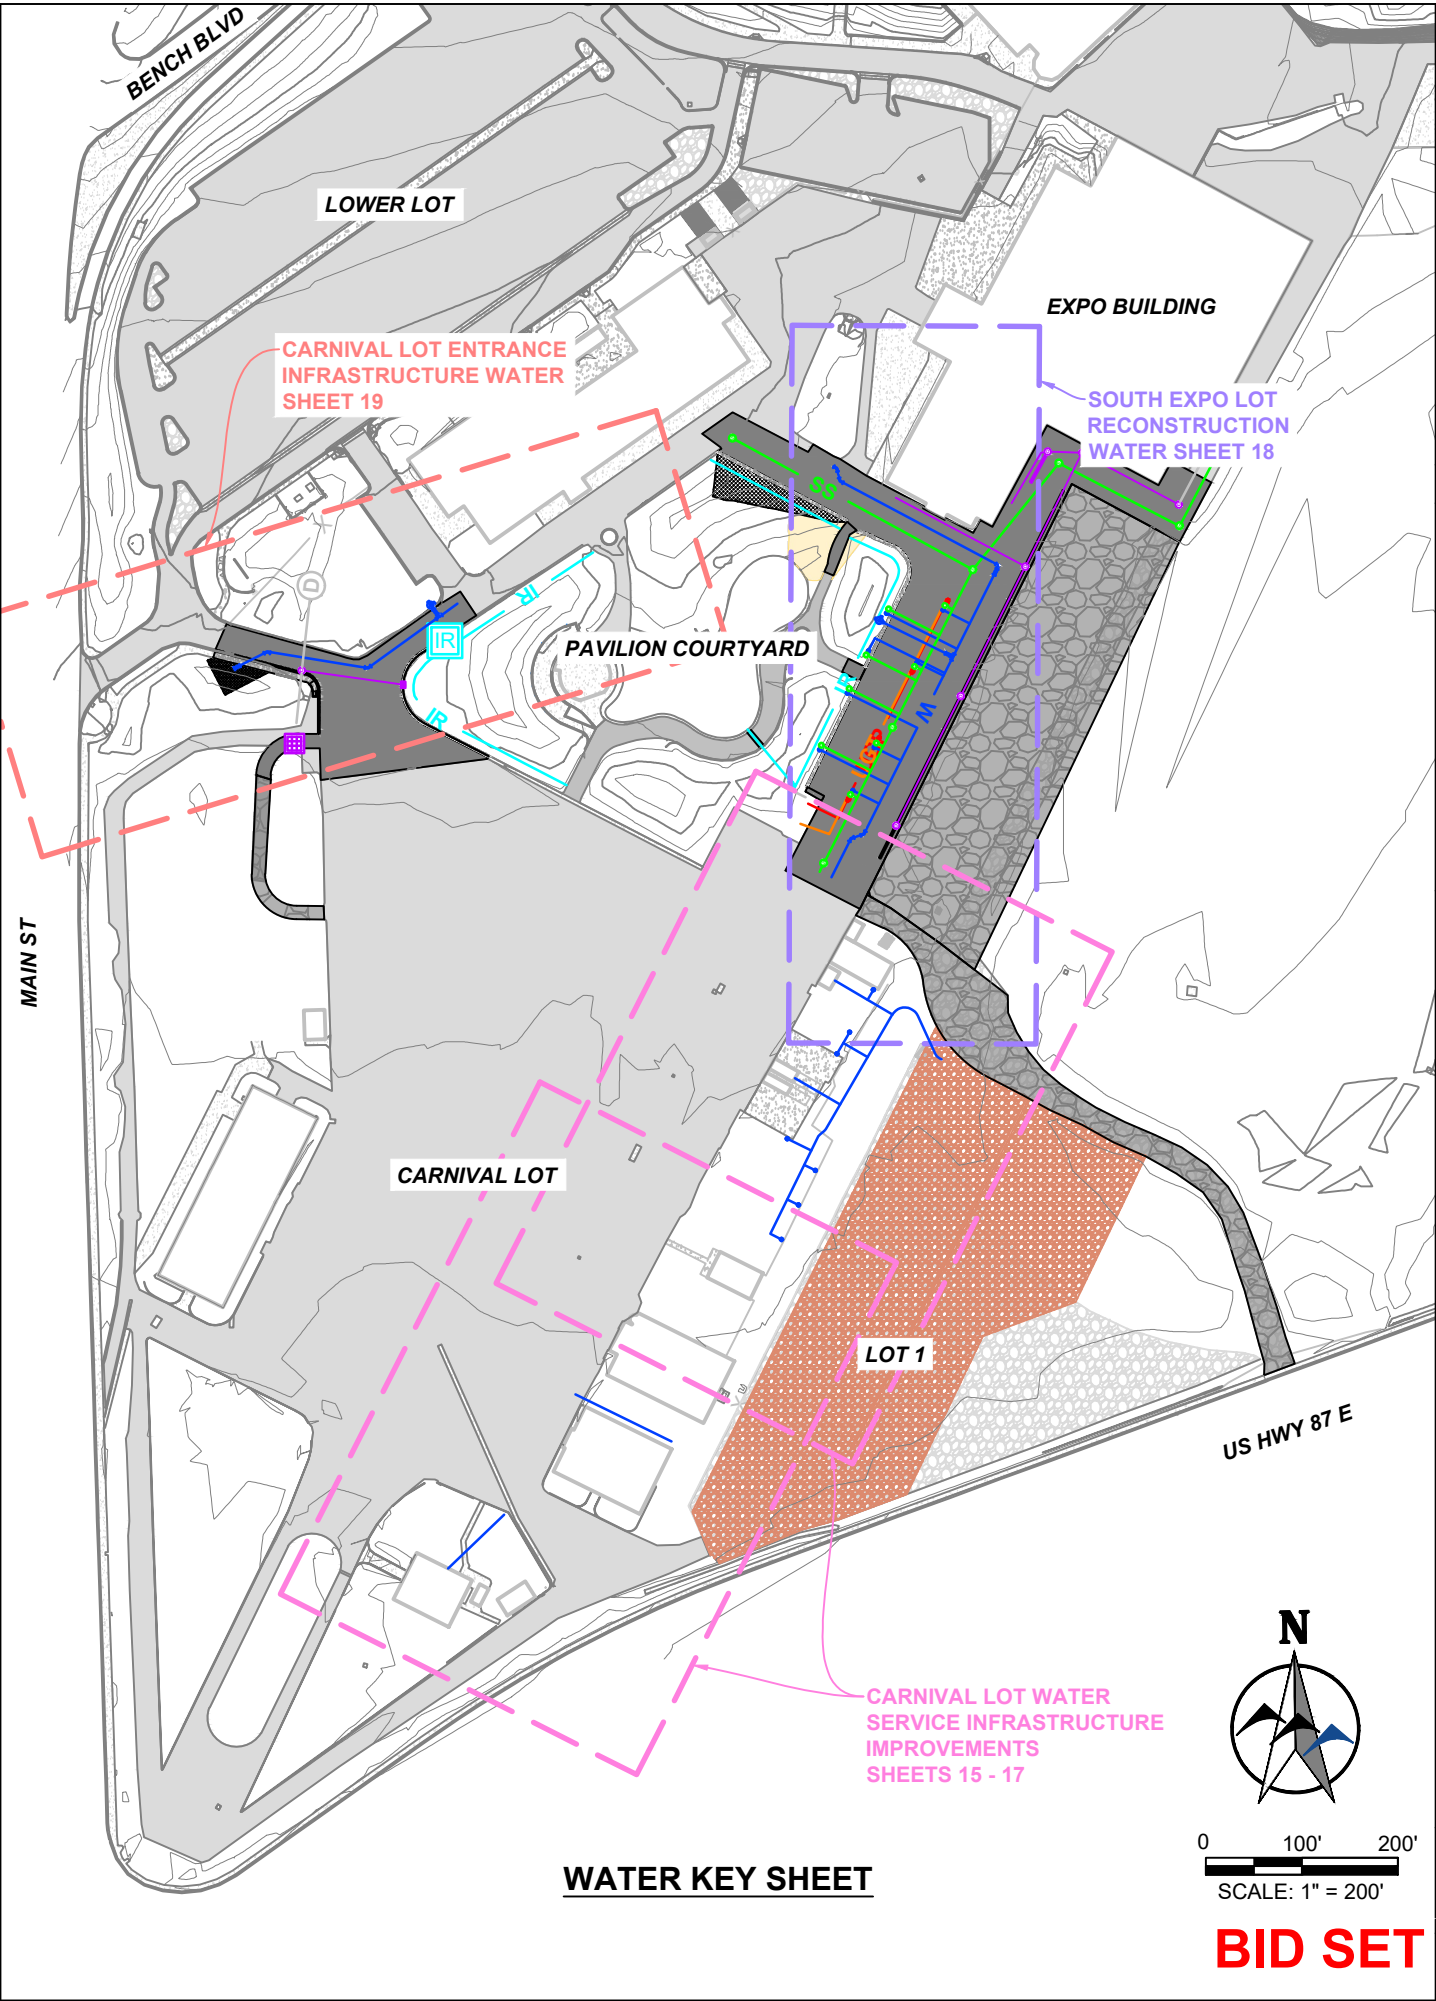 BENCH BLVD
LOWER LOT
EXPO BUILDING
CARNIVAL LOT ENTRANCE
INFRASTRUCTURE WATER
SHEET 19
SOUTH EXPO LOT
RECONSTRUCTION
WATER SHEET 18
SS
D
IR
IR
PAVILION COURTYARD
IR
IR
W
MAIN ST
CARNIVAL LOT
LOT 1
US HWY 87 E
CARNIVAL LOT WATER
SERVICE INFRASTRUCTURE
IMPROVEMENTS
SHEETS 15 - 17
N
0 100' 200'
SCALE: 1" = 200'
WATER KEY SHEET
BID SET